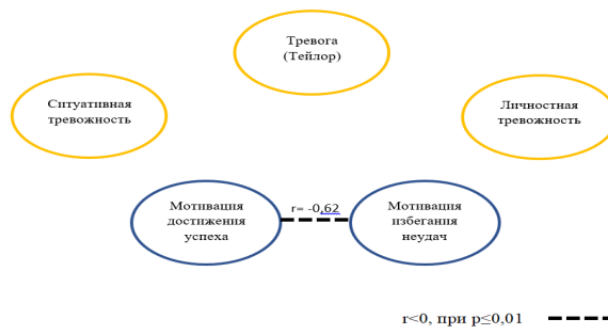 Тревога
(Тейлор)
Ситуативная
тревожность
Личностная
тревожность
Мотивация
достижения
успеха
r= -0,62
Мотивация
избегания
неудач
r<0, при p≤0,01